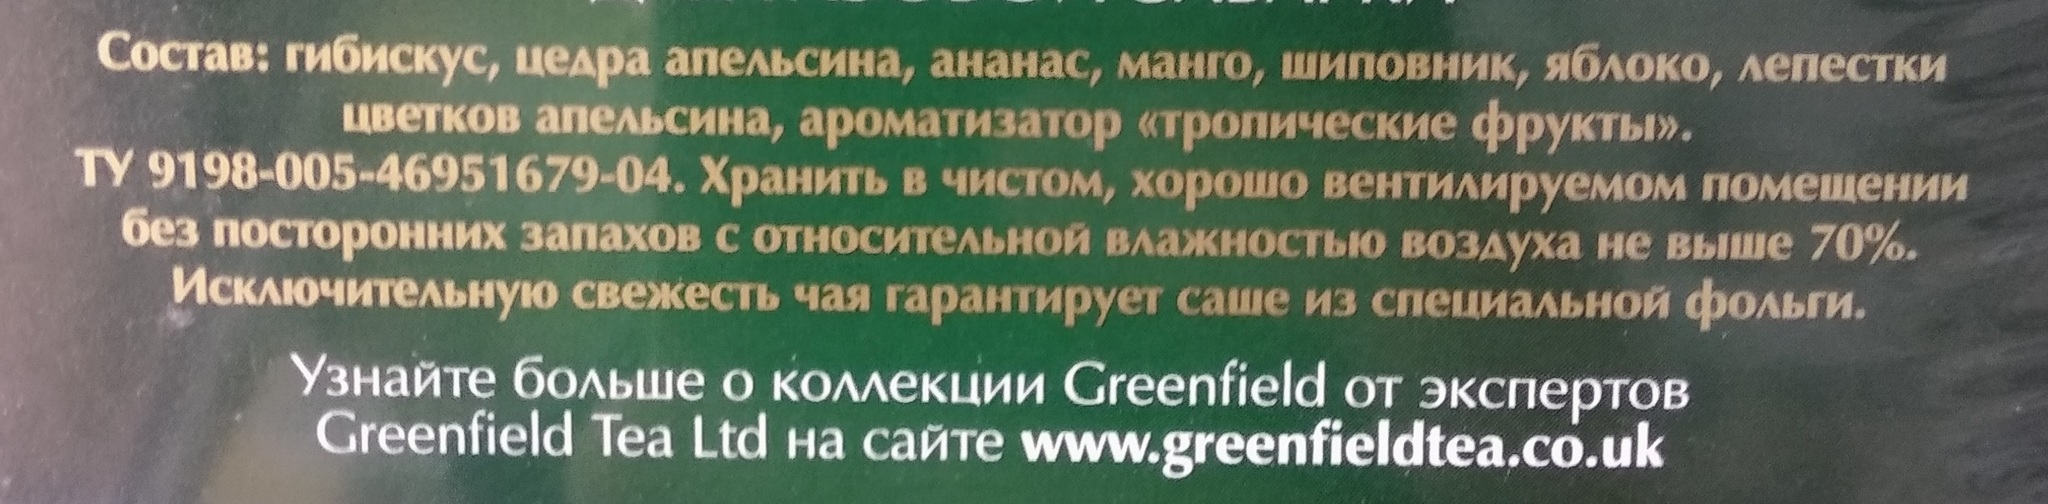 Состав: гибискус, цедра апельсина, ананас, манго, шиповник, яблоко, лепестки
цветков апельсина, ароматизатор «тропические фрукты».
ТУ 9198-005-46951679-04. Хранить в чистом, хорошо вентилируемом помещении
без посторонних запахов с относительной влажностью воздуха не выше 70%.
Исключительную свежесть чая гарантирует саше из специальной фольги.
Узнайте больше о коллекции Greenfield от экспертов
Greenfield Tea Ltd на сайте www.greenfieldtea.co.uk